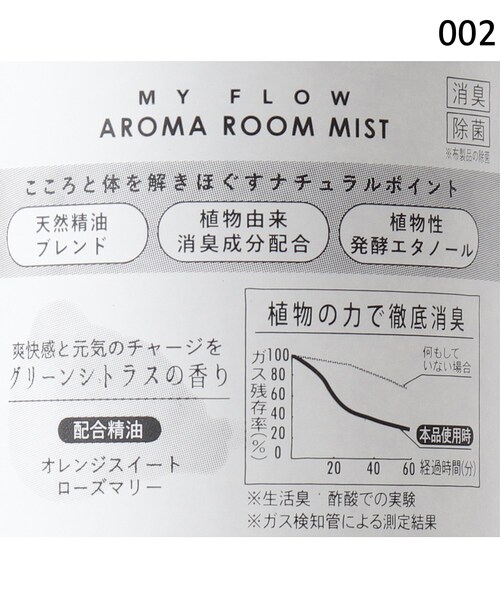 002
MY FLOW
AROMA ROOM MIST
消臭
除菌
※布製品の除菌
こころと体を解きほぐすナチュラルポイント
天然精油
ブレンド
植物由来
消臭成分配合
植物性
発酵エタノール
爽快感と元気のチャージを
グリーンシトラスの香り
配合精油
オレンジスイート
ローズマリー
植物の力で徹底消臭
ガス残存率(%)
100
80
60
40
20
0
何もして
いない場合
本品使用時
20
40
60
経過時間(分)
※生活臭:酢酸での実験
※ガス検知管による測定結果